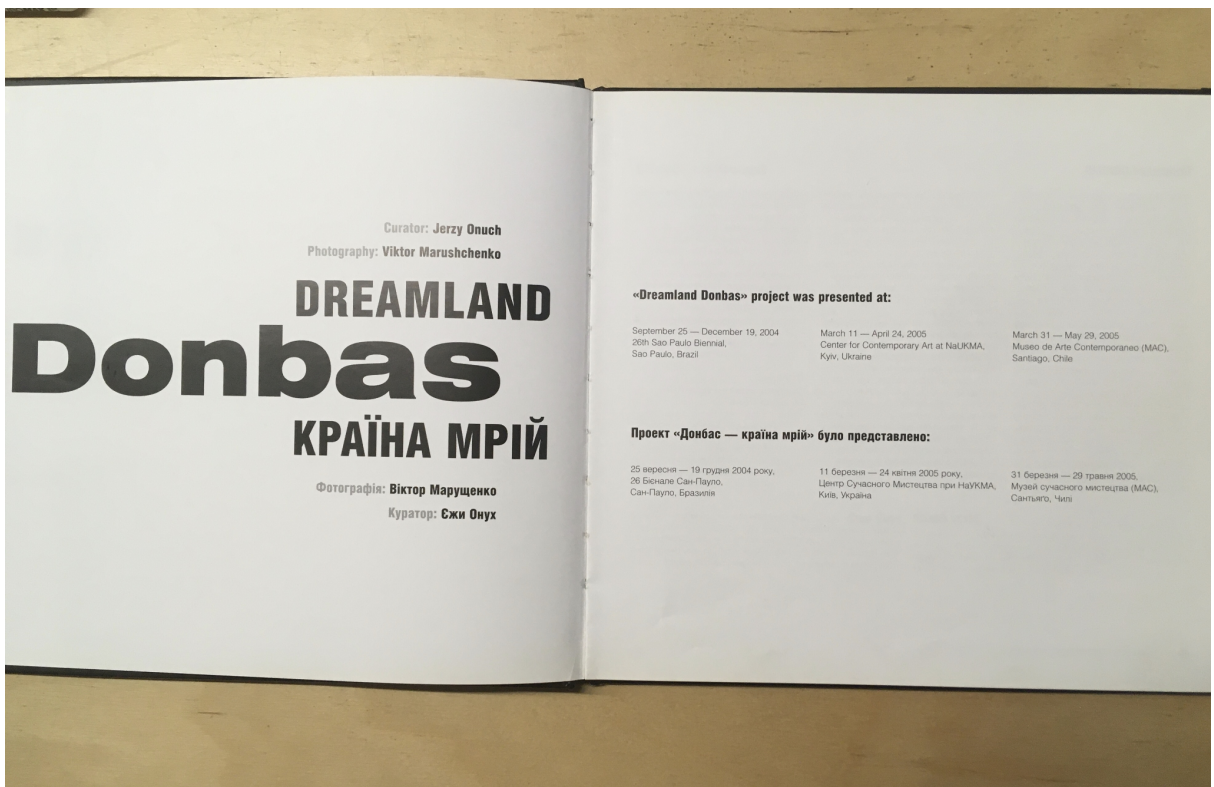 Curator: Jerzy Onuch
Photography: Viktor Marushchenko
DREAMLAND
Donbas
КРАЇНА МРІЙ
Фотографія: Віктор Марущенко
Куратор: Єжи Онух
«Dreamland Donbas» project was presented at:
September 25 — December 19, 2004
26th Sao Paulo Biennial,
Sao Paulo, Brazil
March 11 — April 24, 2005
Center for Contemporary Art at NaUKMA,
Kyiv, Ukraine
March 31 — May 29, 2005
Museo de Arte Contemporaneo (MAC),
Santiago, Chile
Проект «Донбас — країна мрій» було представлено:
25 вересня — 19 грудня 2004 року,
26 Бієнале Сан-Пауло,
Сан-Пауло, Бразилія
11 березня — 24 квітня 2005 року,
Центр Сучасного Мистецтва при НаУКМА,
Київ, Україна
31 березня — 29 травня 2005,
Музей сучасного мистецтва (МАС),
Сантьяго, Чилі